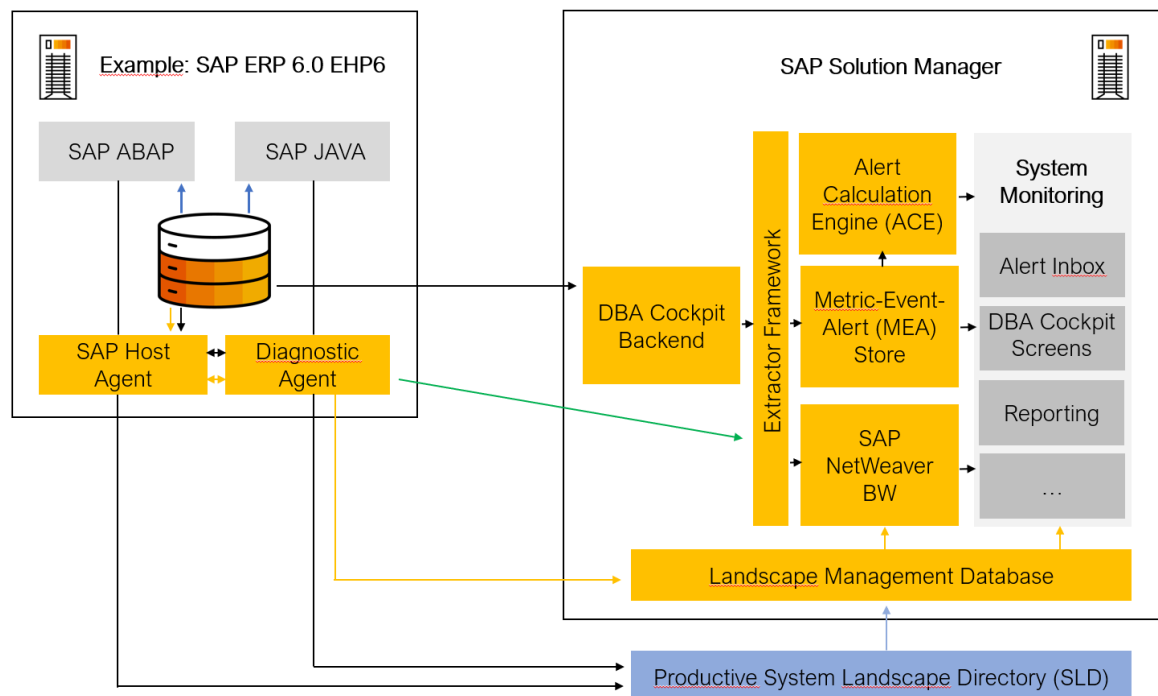 Example: SAP ERP 6.0 EHP6
SAP ABAP
SAP JAVA
SAP Host
Agent
Diagnostic
Agent
SAP Solution Manager
DBA Cockpit
Backend
Extractor Framework
Alert
Calculation
Engine (ACE)
Metric-Event-
Alert (MEA)
Store
SAP
NetWeaver
BW
System
Monitoring
Alert Inbox
DBA Cockpit
Screens
Reporting
...
Landscape Management Database
Productive System Landscape Directory (SLD)